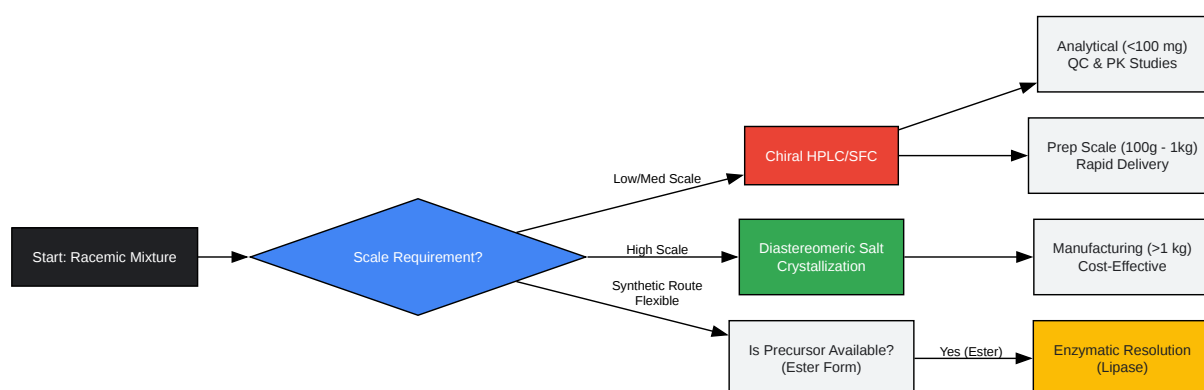 Analytical (<100 mg)
QC & PK Studies
Chiral HPLC/SFC
Prep Scale (100g - 1kg)
Rapid Delivery
Low/Med Scale
Start: Racemic Mixture
Scale Requirement?
High Scale
Diastereomeric Salt
Crystallization
Manufacturing (>1 kg)
Cost-Effective
Synthetic Route
Flexible
Is Precursor Available?
(Ester Form)
Yes (Ester)
Enzymatic Resolution
(Lipase)